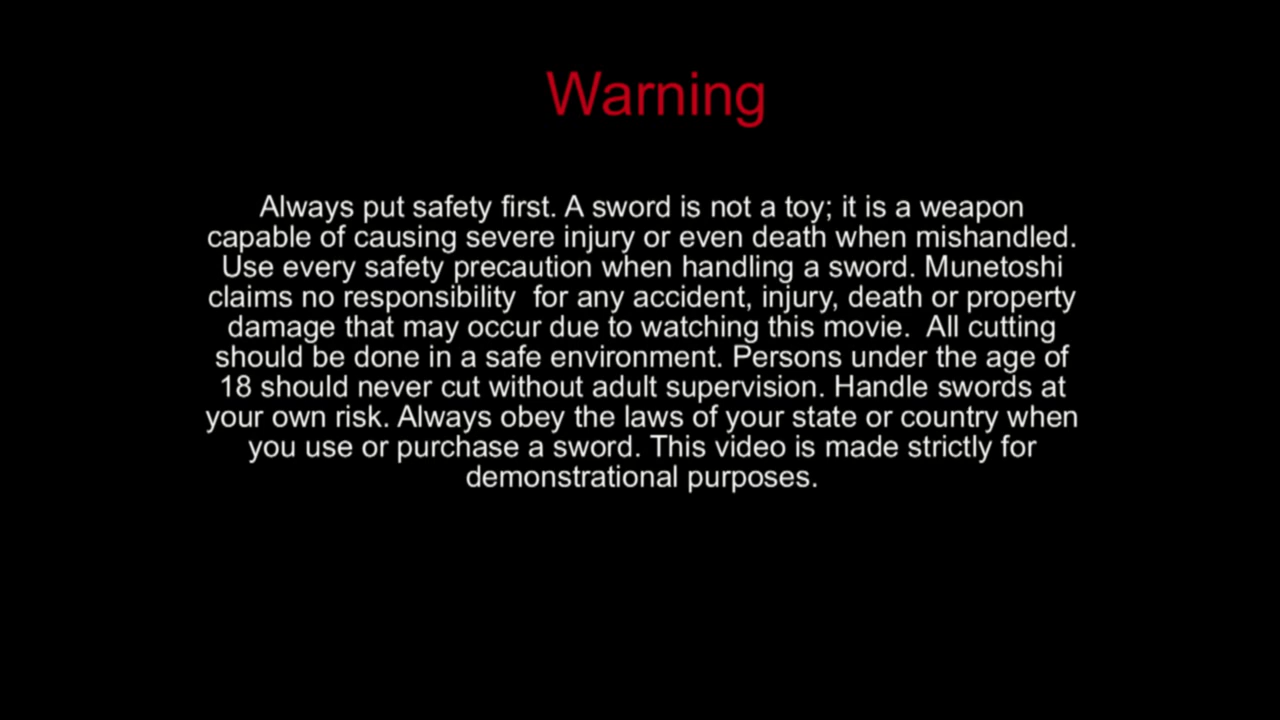 Warning
Always put safety first. A sword is not a toy; it is a weapon
capable of causing severe injury or even death when mishandled.
Use every safety precaution when handling a sword. Munetoshi
claims no responsibility  for any accident, injury, death or property
damage that may occur due to watching this movie.  All cutting
should be done in a safe environment. Persons under the age of
18 should never cut without adult supervision. Handle swords at
your own risk. Always obey the laws of your state or country when
you use or purchase a sword. This video is made strictly for
demonstrational purposes.